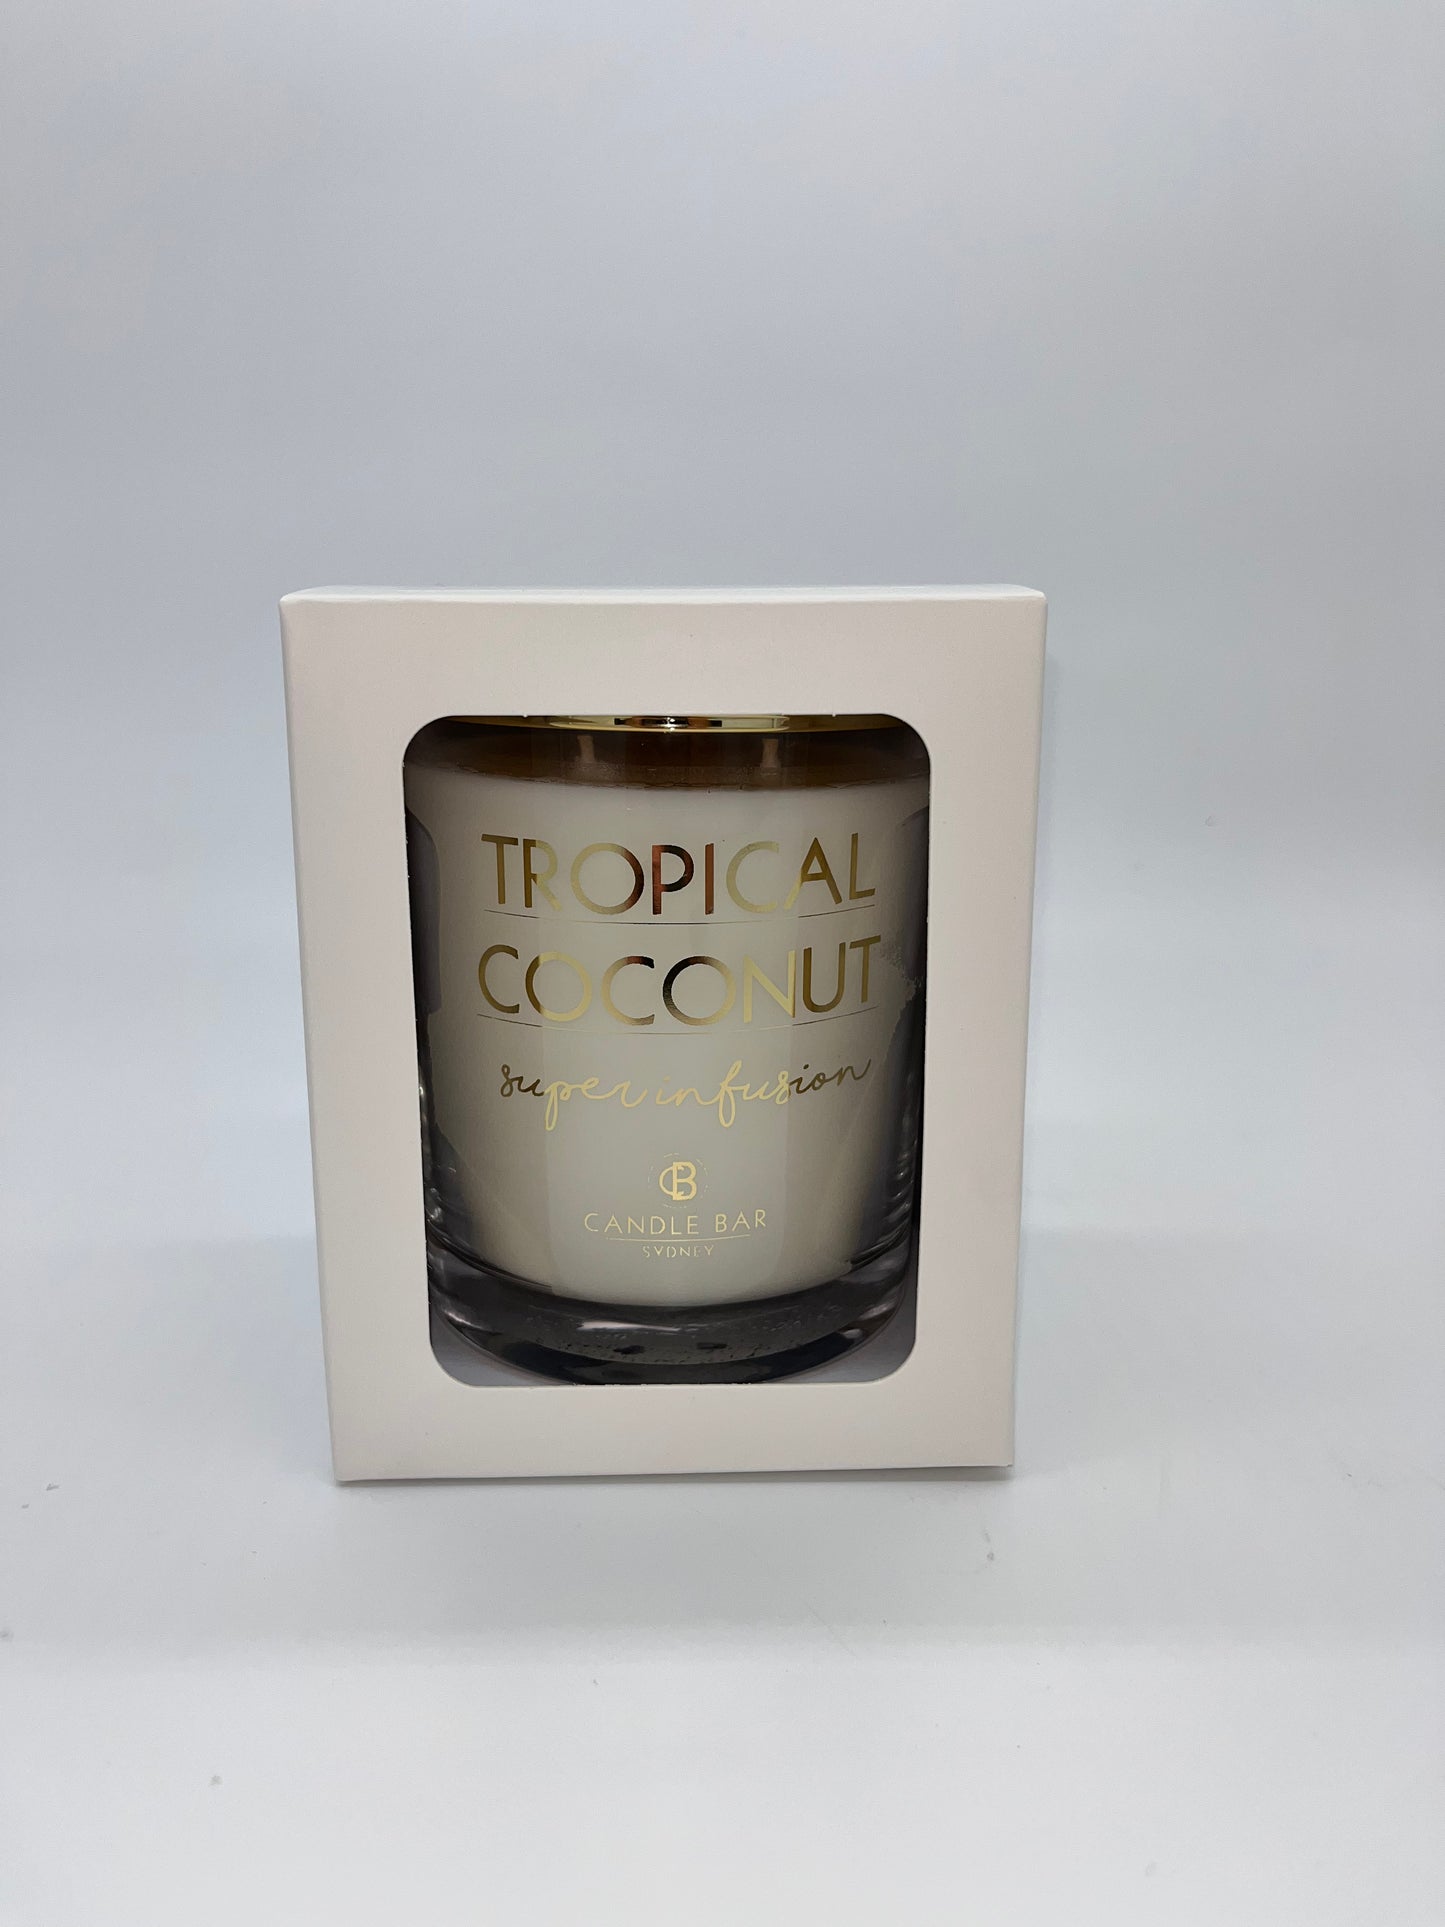 TROPICAL
COCONUT
super infusion
CB
CANDLE BAR
SYDNEY